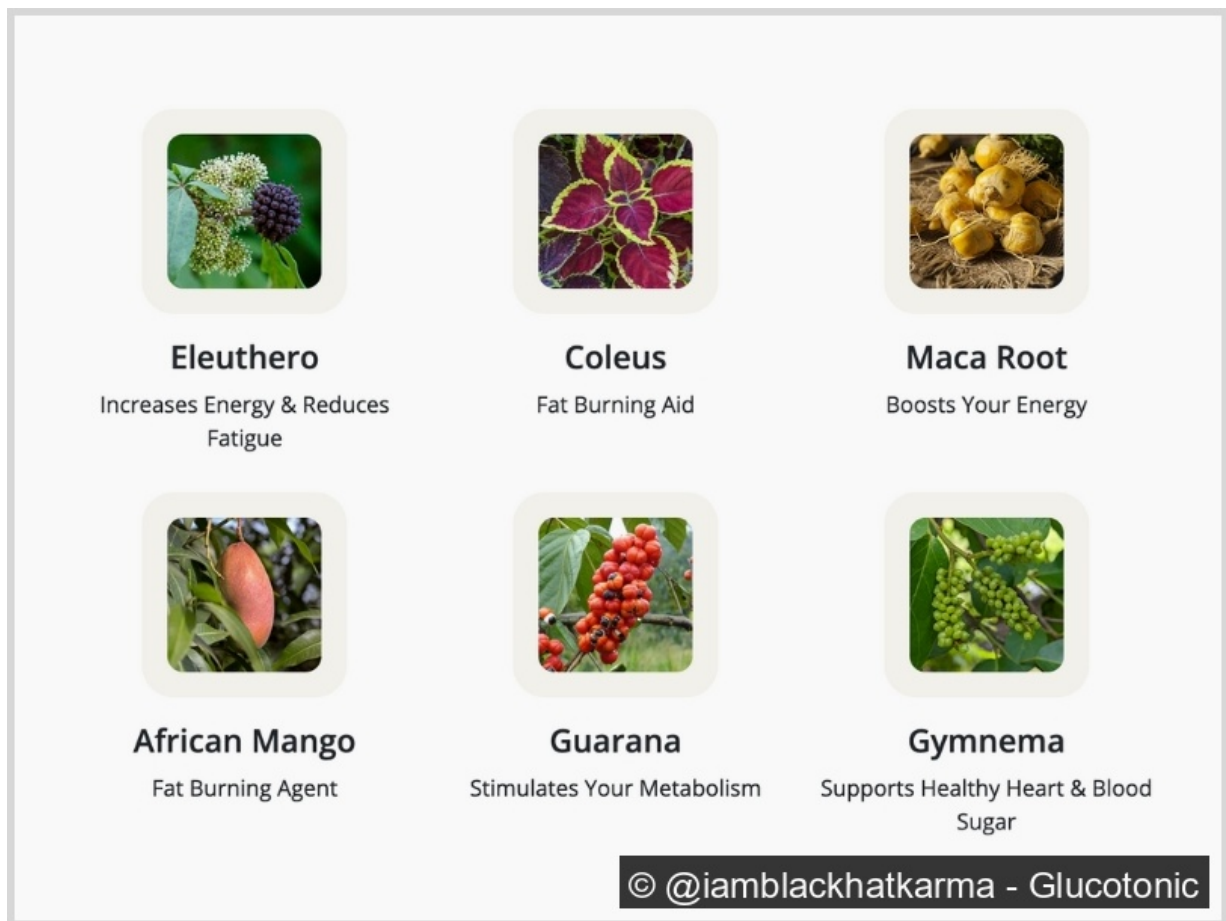 Eleuthero
Increases Energy & Reduces
Fatigue
Coleus
Fat Burning Aid
Maca Root
Boosts Your Energy
African Mango
Fat Burning Agent
Guarana
Stimulates Your Metabolism
Gymnema
Supports Healthy Heart & Blood
Sugar
© @iamblackhatkarma - Glucotonic